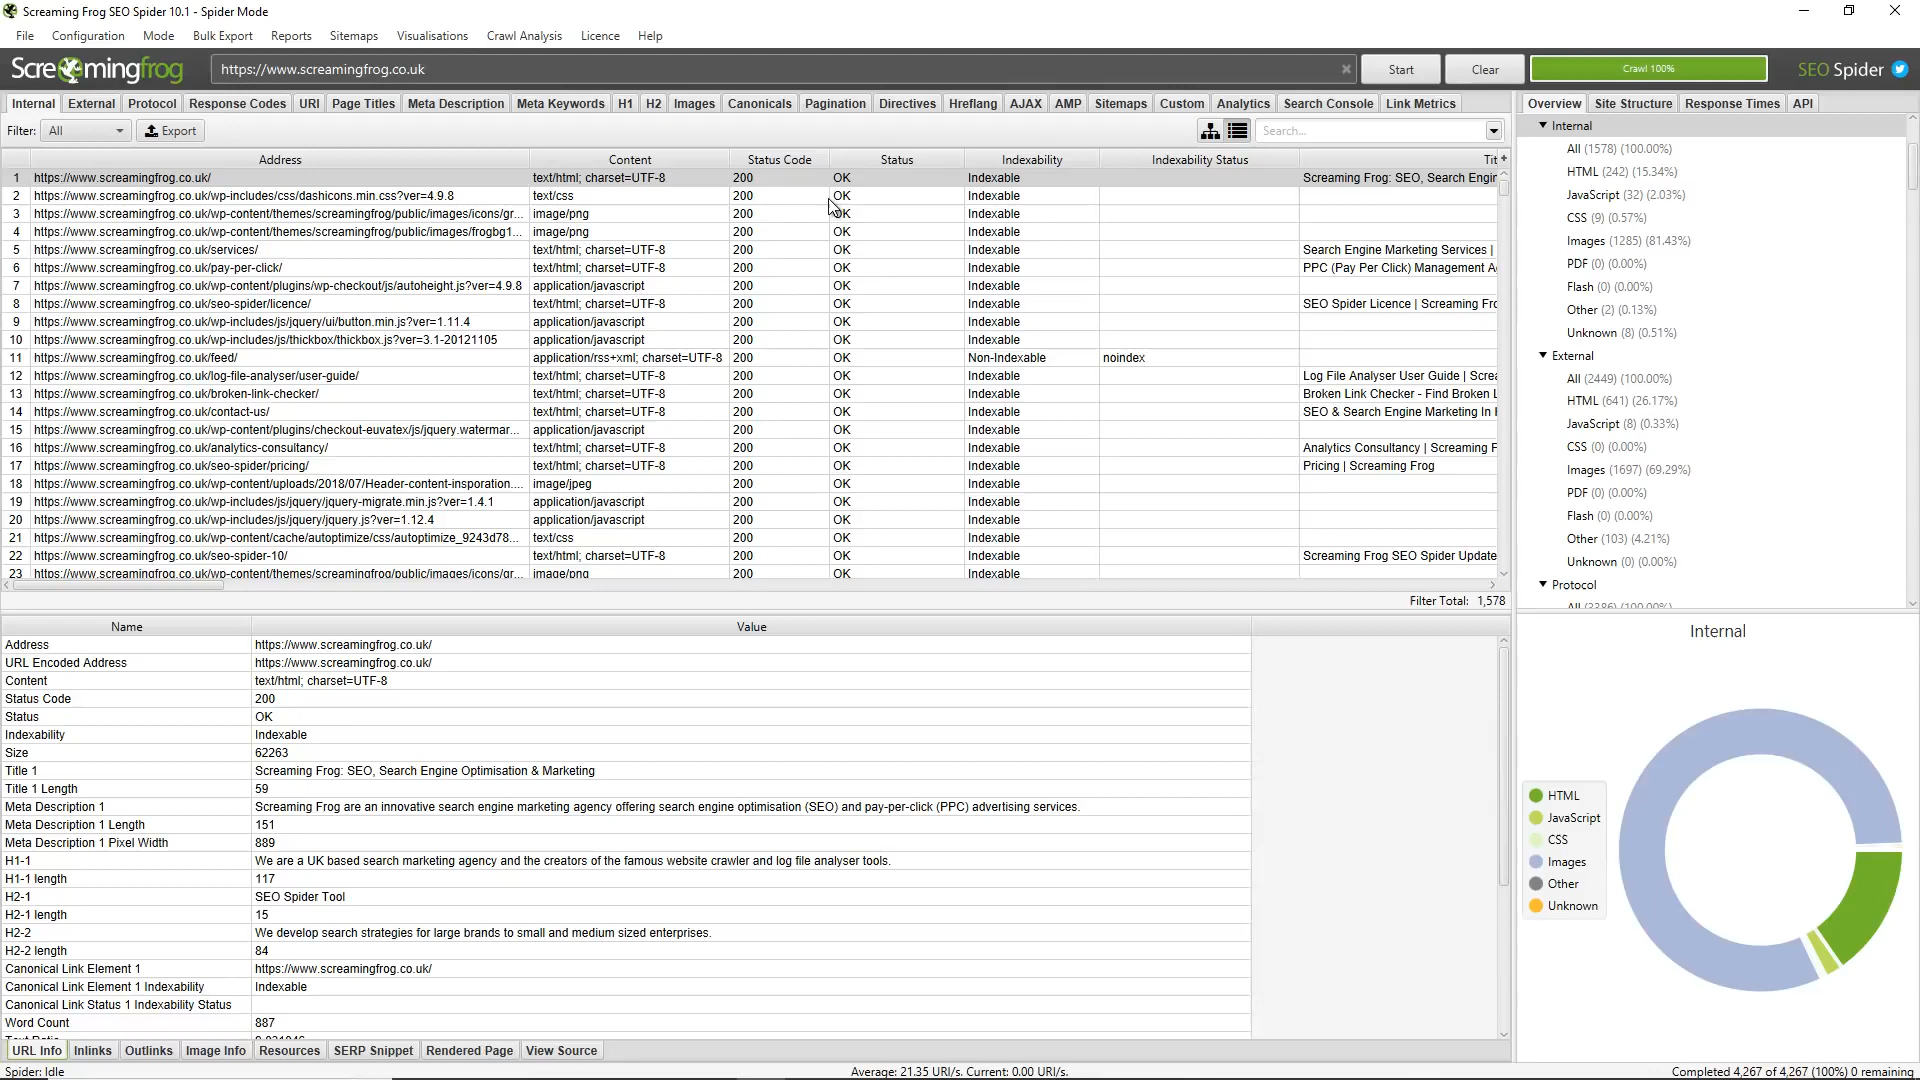 Screaming Frog SEO Spider 10.1 - Spider Mode
File Configuration Mode Bulk Export Reports Sitemaps Visualisations Crawl Analysis Licence Help
Screamingfrog https://www.screamingfrog.co.uk Start Clear Crawl 100% SEO Spider
Internal External Protocol Response Codes URI Page Titles Meta Description Meta Keywords H1 H2 Images Canonicals Pagination Directives Hreflang AJAX AMP Sitemaps Custom Analytics Search Console Link Metrics
Filter: All Export Search...
Address Content Status Code Status Indexability Indexability Status Tit
1 https://www.screamingfrog.co.uk/ text/html; charset=UTF-8 200 OK Indexable Screaming Frog: SEO, Search Engin
2 https://www.screamingfrog.co.uk/wp-includes/css/dashicons.min.css?ver=4.9.8 text/css 200 OK Indexable
3 https://www.screamingfrog.co.uk/wp-content/themes/screamingfrog/public/images/icons/gr... image/png 200 OK Indexable
4 https://www.screamingfrog.co.uk/wp-content/themes/screamingfrog/public/images/frogbg1... image/png 200 OK Indexable
5 https://www.screamingfrog.co.uk/services/ text/html; charset=UTF-8 200 OK Indexable Search Engine Marketing Services |
6 https://www.screamingfrog.co.uk/pay-per-click/ text/html; charset=UTF-8 200 OK Indexable PPC (Pay Per Click) Management A
7 https://www.screamingfrog.co.uk/wp-content/plugins/wp-checkout/js/autoheight.js?ver=4.9.8 application/javascript 200 OK Indexable
8 https://www.screamingfrog.co.uk/seo-spider/licence/ text/html; charset=UTF-8 200 OK Indexable SEO Spider Licence | Screaming Fro
9 https://www.screamingfrog.co.uk/wp-includes/js/jquery/ui/button.min.js?ver=1.11.4 application/javascript 200 OK Indexable
10 https://www.screamingfrog.co.uk/wp-includes/js/thickbox/thickbox.js?ver=3.1-20121105 application/javascript 200 OK Indexable
11 https://www.screamingfrog.co.uk/feed/ application/rss+xml; charset=UTF-8 200 OK Non-Indexable noindex
12 https://www.screamingfrog.co.uk/log-file-analyser/user-guide/ text/html; charset=UTF-8 200 OK Indexable Log File Analyser User Guide | Screa
13 https://www.screamingfrog.co.uk/broken-link-checker/ text/html; charset=UTF-8 200 OK Indexable Broken Link Checker - Find Broken L
14 https://www.screamingfrog.co.uk/contact-us/ text/html; charset=UTF-8 200 OK Indexable SEO & Search Engine Marketing In H
15 https://www.screamingfrog.co.uk/wp-content/plugins/checkout-euvatex/js/jquery.watermar... application/javascript 200 OK Indexable
16 https://www.screamingfrog.co.uk/analytics-consultancy/ text/html; charset=UTF-8 200 OK Indexable Analytics Consultancy | Screaming F
17 https://www.screamingfrog.co.uk/seo-spider/pricing/ text/html; charset=UTF-8 200 OK Indexable Pricing | Screaming Frog
18 https://www.screamingfrog.co.uk/wp-content/uploads/2018/07/Header-content-insporation.... image/jpeg 200 OK Indexable
19 https://www.screamingfrog.co.uk/wp-includes/js/jquery/jquery-migrate.min.js?ver=1.4.1 application/javascript 200 OK Indexable
20 https://www.screamingfrog.co.uk/wp-includes/js/jquery/jquery.js?ver=1.12.4 application/javascript 200 OK Indexable
21 https://www.screamingfrog.co.uk/wp-content/cache/autoptimize/css/autoptimize_9243d78... text/css 200 OK Indexable
22 https://www.screamingfrog.co.uk/seo-spider-10/ text/html; charset=UTF-8 200 OK Indexable Screaming Frog SEO Spider Update
23 https://www.screamingfrog.co.uk/wp-content/themes/screamingfrog/public/images/icons/gr... image/png 200 OK Indexable
Filter Total: 1,578
Name Value
Address https://www.screamingfrog.co.uk/
URL Encoded Address https://www.screamingfrog.co.uk/
Content text/html; charset=UTF-8
Status Code 200
Status OK
Indexability Indexable
Size 62263
Title 1 Screaming Frog: SEO, Search Engine Optimisation & Marketing
Title 1 Length 59
Meta Description 1 Screaming Frog are an innovative search engine marketing agency offering search engine optimisation (SEO) and pay-per-click (PPC) advertising services.
Meta Description 1 Length 151
Meta Description 1 Pixel Width 889
H1-1 We are a UK based search marketing agency and the creators of the famous website crawler and log file analyser tools.
H1-1 length 117
H2-1 SEO Spider Tool
H2-1 length 15
H2-2 We develop search strategies for large brands to small and medium sized enterprises.
H2-2 length 84
Canonical Link Element 1 https://www.screamingfrog.co.uk/
Canonical Link Element 1 Indexability Indexable
Canonical Link Status 1 Indexability Status
Word Count 887
URL Info Inlinks Outlinks Image Info Resources SERP Snippet Rendered Page View Source
Spider: Idle Average: 21.35 URI/s. Current: 0.00 URI/s. Completed 4,267 of 4,267 (100%) 0 remaining
Overview Site Structure Response Times API
Internal
All (1578) (100.00%)
HTML (242) (15.34%)
JavaScript (32) (2.03%)
CSS (9) (0.57%)
Images (1285) (81.43%)
PDF (0) (0.00%)
Flash (0) (0.00%)
Other (2) (0.13%)
Unknown (8) (0.51%)
External
All (2449) (100.00%)
HTML (641) (26.17%)
JavaScript (8) (0.33%)
CSS (0) (0.00%)
Images (1697) (69.29%)
PDF (0) (0.00%)
Flash (0) (0.00%)
Other (103) (4.21%)
Unknown (0) (0.00%)
Protocol
All (3386) (100.00%)
Internal
HTML
JavaScript
CSS
Images
Other
Unknown